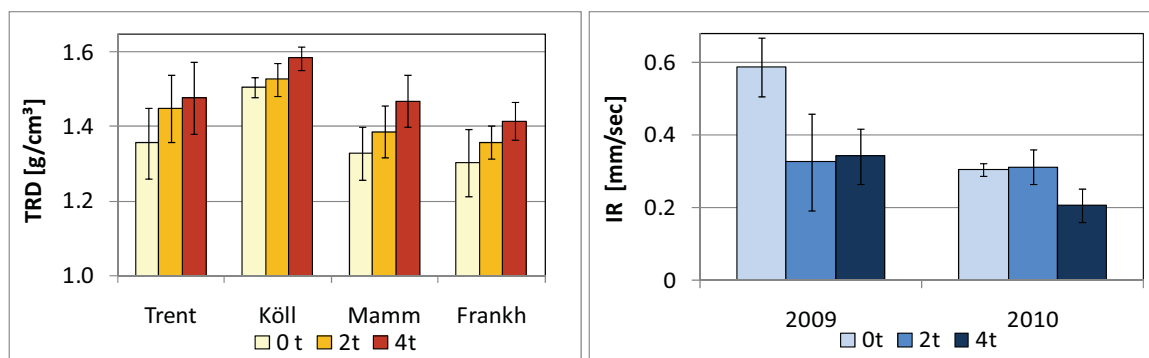 TRD [g/cm³]
1.6
1.4
1.2
1.0
Trent Köll Mamm Frankh
0 t 2t 4t
IR [mm/sec]
0.6
0.4
0.2
0
2009 2010
0t 2t 4t